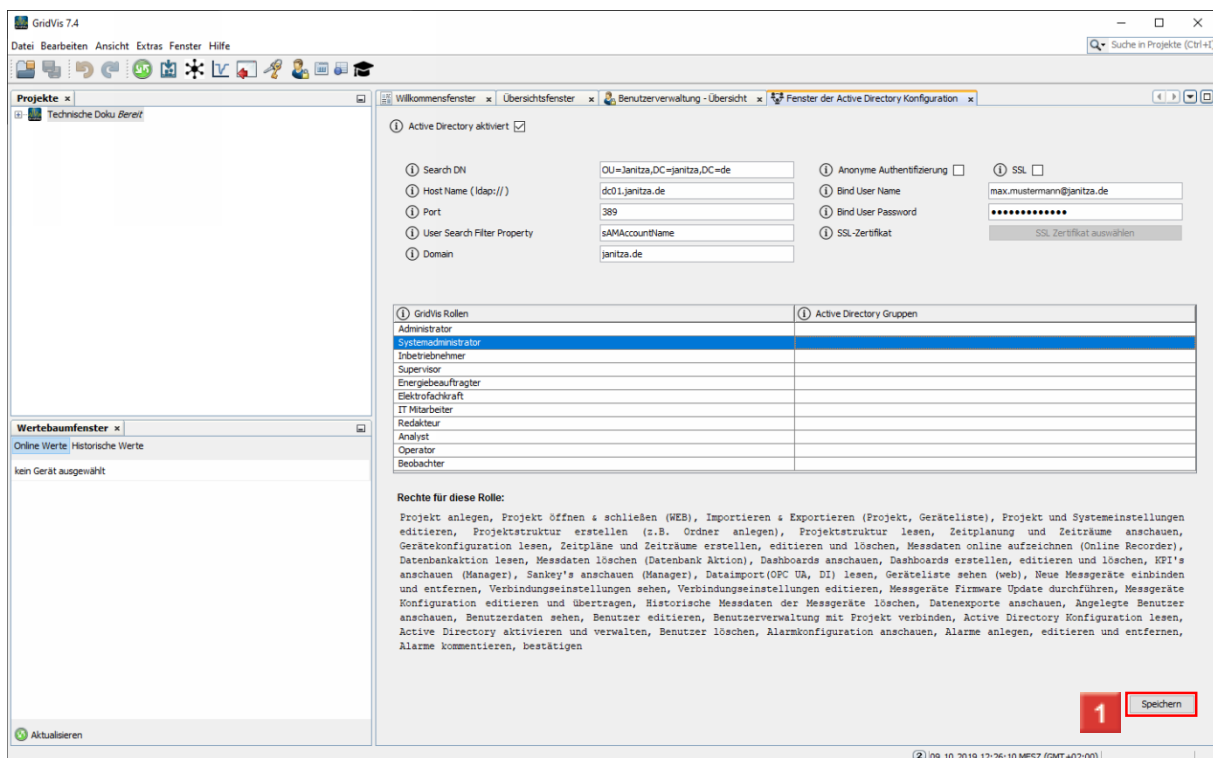 GridVis 7.4
Datei Bearbeiten Ansicht Extras Fenster Hilfe
Suche in Projekte (Ctrl+I)
Projekte
Technische Doku Bereit
Willkommensfenster Übersichtsfenster Benutzerverwaltung - Übersicht Fenster der Active Directory Konfiguration
Active Directory aktiviert
Search DN OU=Janitza,DC=janitza,DC=de Anonyme Authentifizierung SSL
Host Name ( ldap:// ) dc01.janitza.de Bind User Name max.mustermann@janitza.de
Port 389 Bind User Password •••••••••••••
User Search Filter Property sAMAccountName SSL-Zertifikat SSL Zertifikat auswählen
Domain janitza.de
GridVis Rollen Active Directory Gruppen
Administrator
Systemadministrator
Inbetriebnehmer
Supervisor
Energiebeauftragter
Elektrofachkraft
IT Mitarbeiter
Redakteur
Analyst
Operator
Beobachter
Wertebaumfenster
Online Werte Historische Werte
kein Gerät ausgewählt
Rechte für diese Rolle:
Projekt anlegen, Projekt öffnen & schließen (WEB), Importieren & Exportieren (Projekt, Geräteliste), Projekt und Systemeinstellungen
editieren, Projektstruktur erstellen (z.B. Ordner anlegen), Projektstruktur lesen, Zeitplanung und Zeiträume anschauen,
Gerätekonfiguration lesen, Zeitpläne und Zeiträume erstellen, editieren und löschen, Messdaten online aufzeichnen (Online Recorder),
Datenbankaktion lesen, Messdaten löschen (Datenbank Aktion), Dashboards anschauen, Dashboards erstellen, editieren und löschen, KPI's
anschauen (Manager), Sankey's anschauen (Manager), Dataimport(OPC UA, DI) lesen, Geräteliste sehen (web), Neue Messgeräte einbinden
und entfernen, Verbindungseinstellungen sehen, Verbindungseinstellungen editieren, Messgeräte Firmware Update durchführen, Messgeräte
Konfiguration editieren und übertragen, Historische Messdaten der Messgeräte löschen, Datenexporte anschauen, Angelegte Benutzer
anschauen, Benutzerdaten sehen, Benutzer editieren, Benutzerverwaltung mit Projekt verbinden, Active Directory Konfiguration lesen,
Active Directory aktivieren und verwalten, Benutzer löschen, Alarmkonfiguration anschauen, Alarme anlegen, editieren und entfernen,
Alarme kommentieren, bestätigen
1 Speichern
Aktualisieren
2 09.10.2019 12:26:10 MESZ (GMT+02:00)